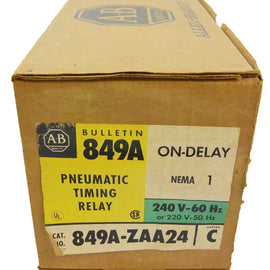 AB
BULLETIN
849A
PNEUMATIC
TIMING
RELAY
UL
ON-DELAY
NEMA 1
240 V-60 Hz
or 220 V-50 Hz
CAT. NO. 849A-ZAA24
SERIES C